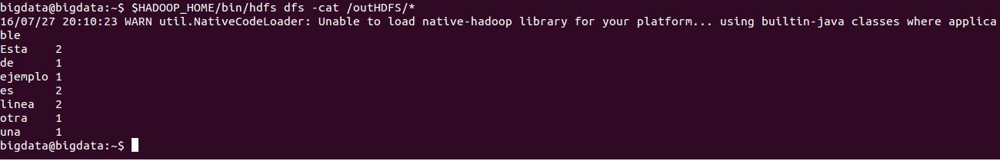 bigdata@bigdata:~$ $HADOOP_HOME/bin/hdfs dfs -cat /outHDFS/*
16/07/27 20:10:23 WARN util.NativeCodeLoader: Unable to load native-hadoop library for your platform... using builtin-java classes where applica
ble
Esta	2
de	1
ejemplo	1
es	2
linea	2
otra	1
una	1
bigdata@bigdata:~$